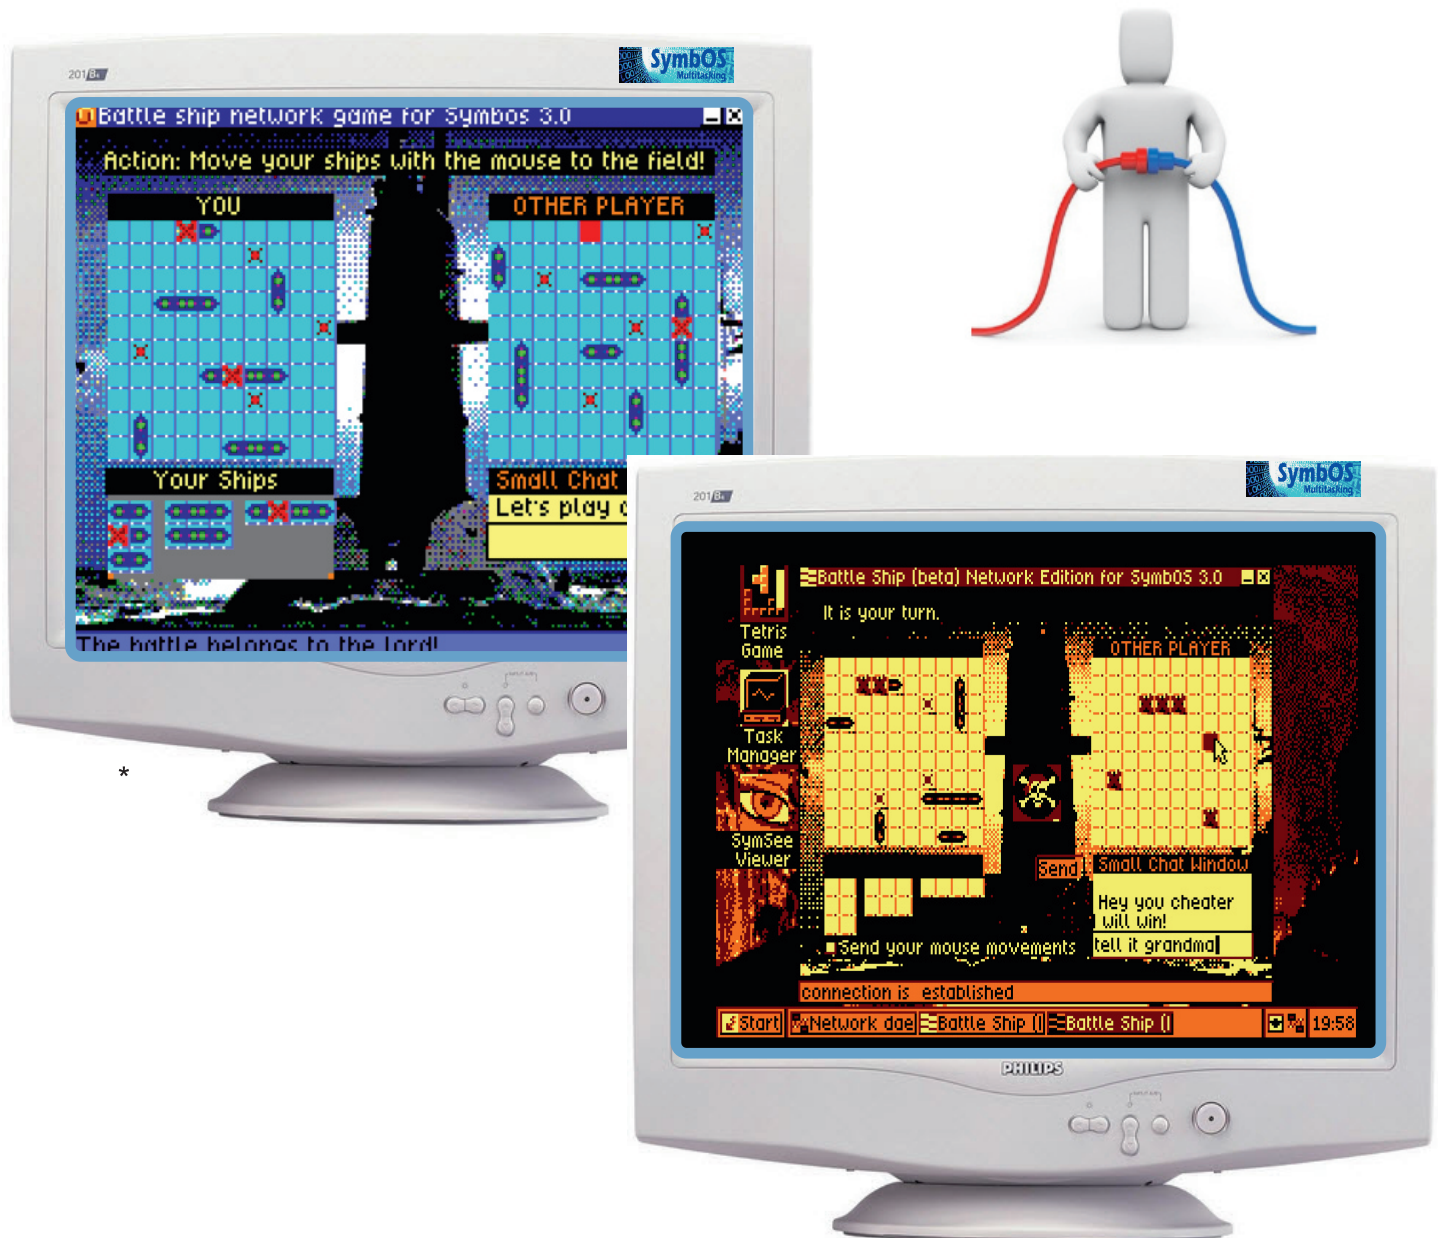 201B4
SymbOS
Multitasking
Battle ship network game for Symbos 3.0
Action: Move your ships with the mouse to the field!
YOU
OTHER PLAYER
Your Ships
Small Chat
Let's play
The battle belongs to the lord!
*
201B4
SymbOS
Multitasking
Battle Ship (beta) Network Edition for SymbOS 3.0
It is your turn.
Tetris
Game
OTHER PLAYER
Task
Manager
SymSee
Viewer
Send
Small Chat Window
Hey you cheater
will win!
tell it grandma
Send your mouse movements
connection is established
Start
Network dae
Battle Ship (
Battle Ship (
19:58
PHILIPS